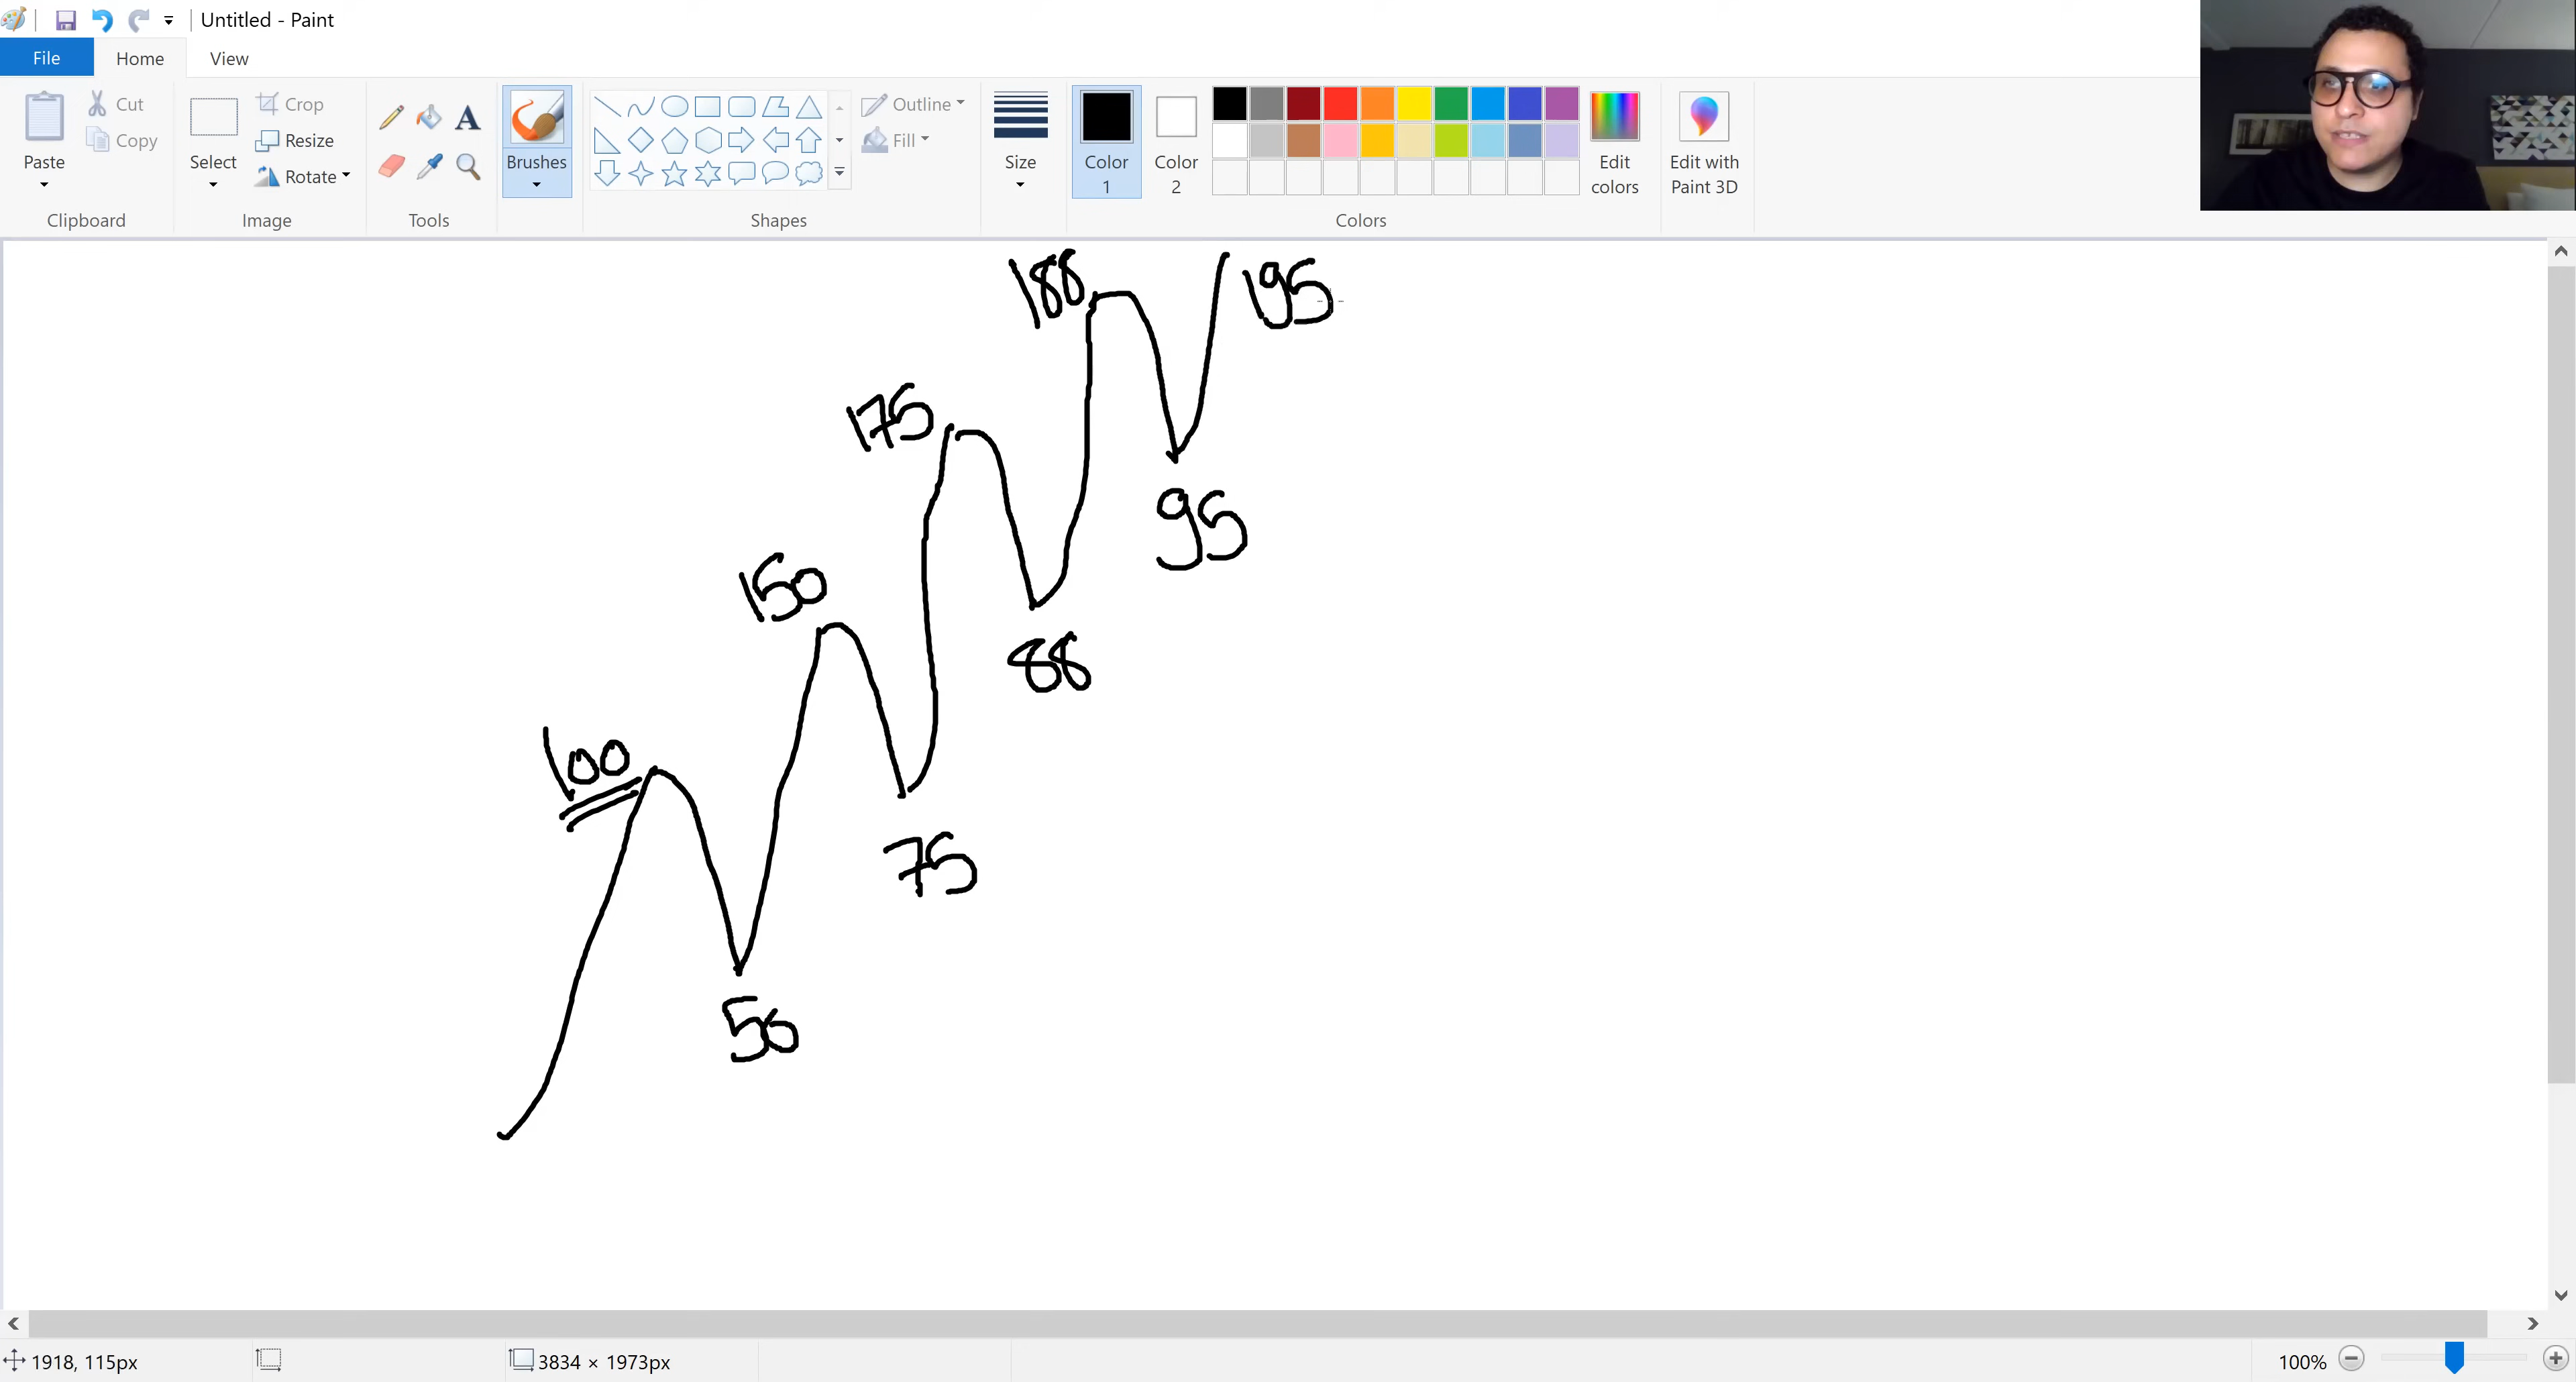 Untitled - Paint
File
Home
View
Paste
Cut
Copy
Clipboard
Select
Crop
Resize
Rotate
Image
A
Tools
Brushes
Outline
Fill
Shapes
Size
Color 1
Color 2
Edit colors
Edit with Paint 3D
Colors
188
195
175
95
150
88
100
75
50
1918, 115px
3834 × 1973px
100%